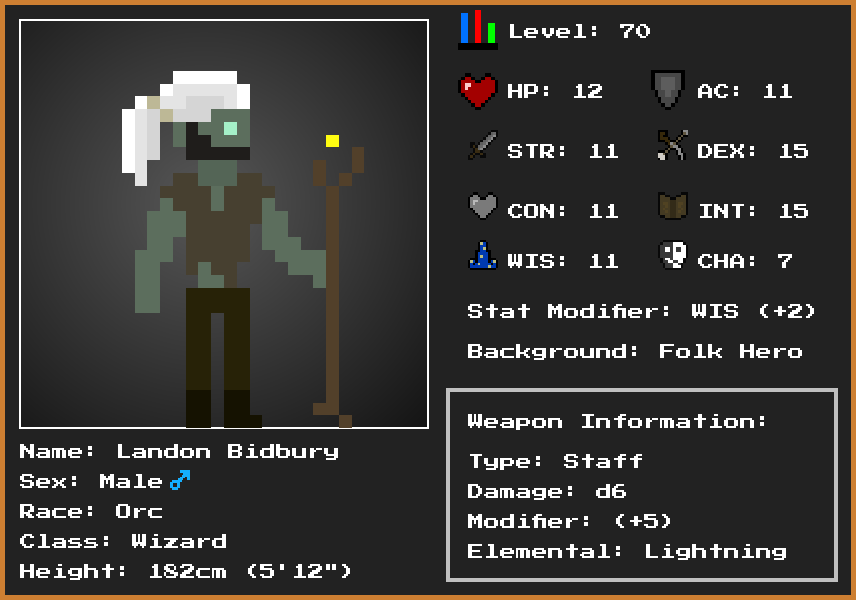 Level: 70
HP: 12
AC: 11
STR: 11
DEX: 15
CON: 11
INT: 15
WIS: 11
CHA: 7
Stat Modifier: WIS (+2)
Background: Folk Hero
Weapon Information:
Type: Staff
Damage: d6
Modifier: (+5)
Elemental: Lightning
Name: Landon Bidbury
Sex: Male ♂
Race: Orc
Class: Wizard
Height: 182cm (5'12")